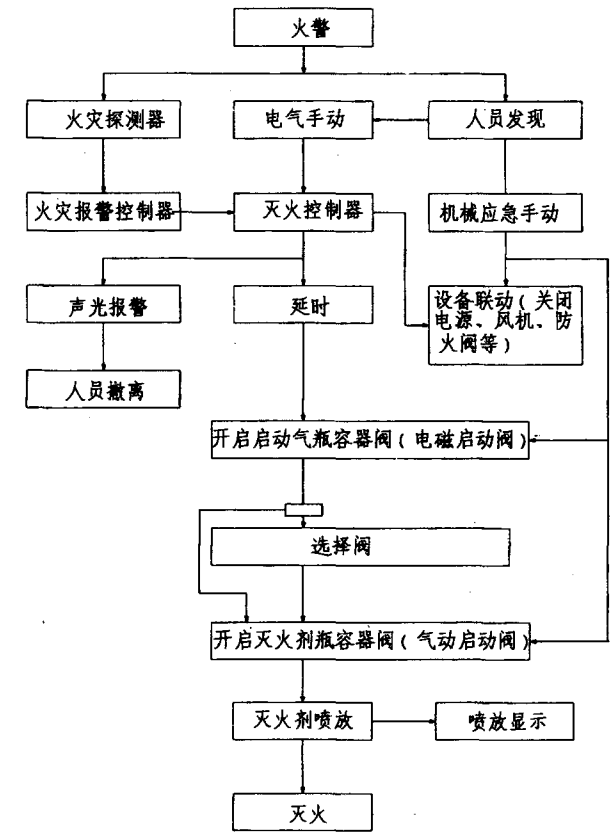 火警
火灾探测器
电气手动
人员发现
火灾报警控制器
灭火控制器
机械应急手动
声光报警
延时
设备联动(关闭
电源、风机、防
火阀等)
人员撤离
开启启动气瓶容器阀(电磁启动阀)
选择阀
开启灭火剂瓶容器阀(气动启动阀)
灭火剂喷放
喷放显示
灭火